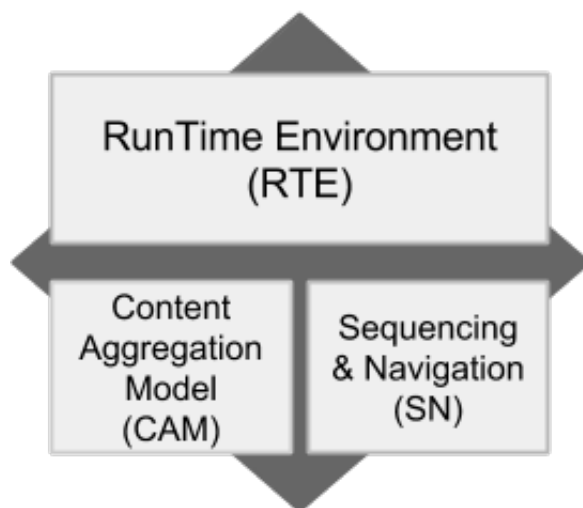 RunTime Environment
(RTE)
Content
Aggregation
Model
(CAM)
Sequencing
& Navigation
(SN)